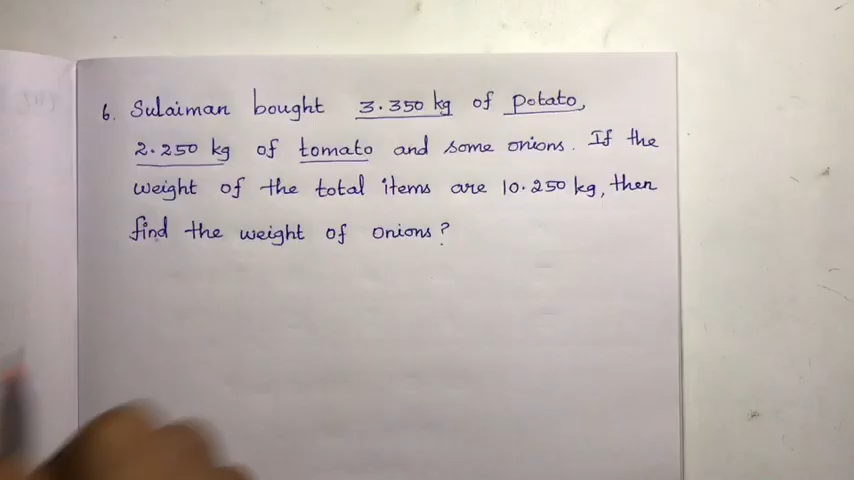 6. Sulaiman bought 3.350 kg of potato,
2.250 kg of tomato and some onions. If the
weight of the total items are 10.250 kg, then
find the weight of onions?